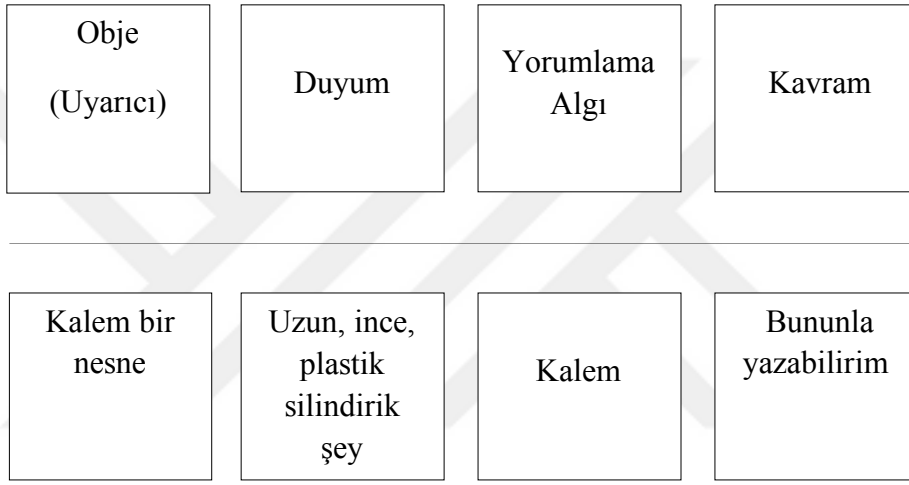 Obje
(Uyarıcı)
Duyum
Yorumlama
Algı
Kavram
Kalem bir
nesne
Uzun, ince,
plastik
silindirik
şey
Kalem
Bununla
yazabilirim